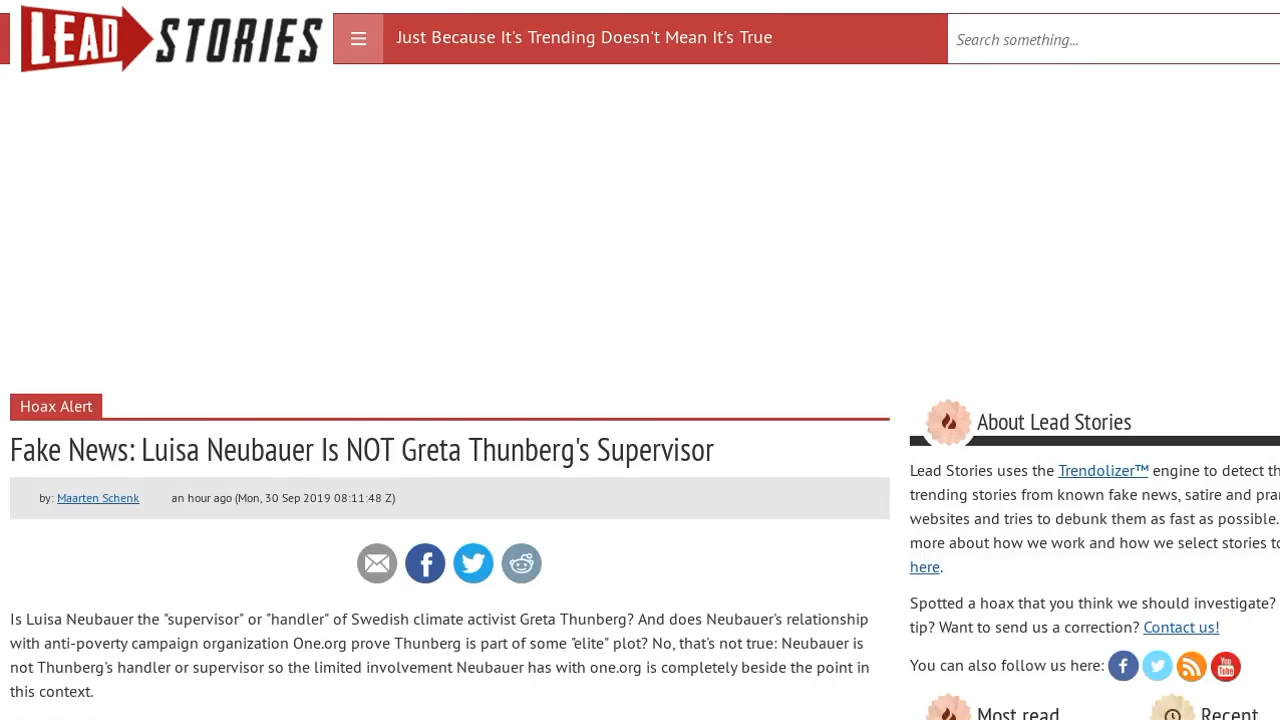 LEAD STORIES
Just Because It's Trending Doesn't Mean It's True
Search something...
Hoax Alert
Fake News: Luisa Neubauer Is NOT Greta Thunberg's Supervisor
by: Maarten Schenk an hour ago (Mon, 30 Sep 2019 08:11:48 Z)
Is Luisa Neubauer the "supervisor" or "handler" of Swedish climate activist Greta Thunberg? And does Neubauer's relationship
with anti-poverty campaign organization One.org prove Thunberg is part of some "elite" plot? No, that's not true: Neubauer is
not Thunberg's handler or supervisor so the limited involvement Neubauer has with one.org is completely beside the point in
this context.
About Lead Stories
Lead Stories uses the Trendolizer™ engine to detect th
trending stories from known fake news, satire and pra
websites and tries to debunk them as fast as possible.
more about how we work and how we select stories to
here.
Spotted a hoax that you think we should investigate?
tip? Want to send us a correction? Contact us!
You can also follow us here:
You Tube
Most read
Recent